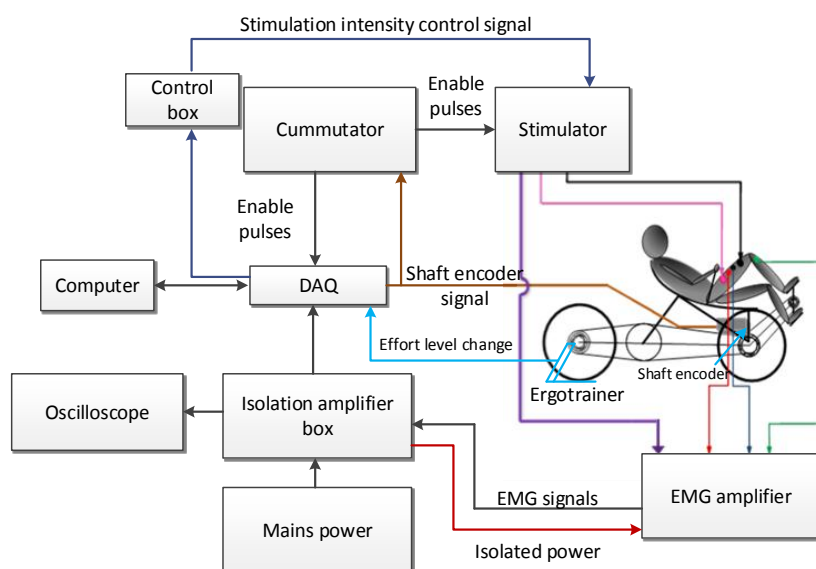 Stimulation intensity control signal
Control
box
Enable
pulses
Cummutator
Stimulator
Enable
pulses
Computer
DAQ
Shaft encoder
signal
Effort level change
Shaft encoder
Ergotrainer
Oscilloscope
Isolation amplifier
box
EMG signals
EMG amplifier
Mains power
Isolated power